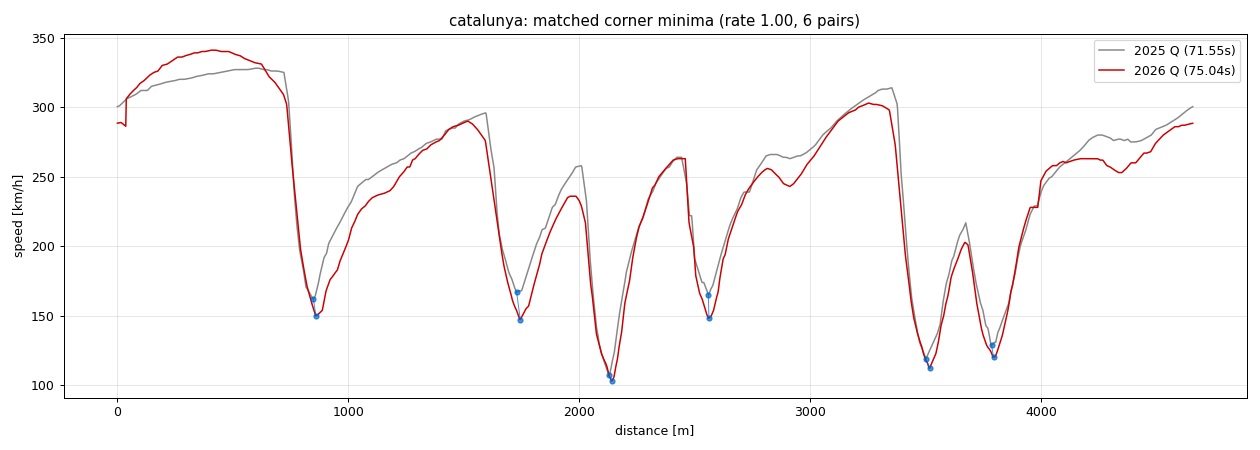 catalunya: matched corner minima (rate 1.00, 6 pairs)
350
300
250
200
150
100
speed [km/h]
2025 Q (71.55s)
2026 Q (75.04s)
0 1000 2000 3000 4000
distance [m]